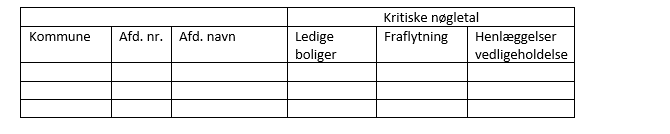 Kritiske nøgletal
Kommune Afd. nr. Afd. navn Ledige boliger Fraflytning Henlæggelser vedligeholdelse